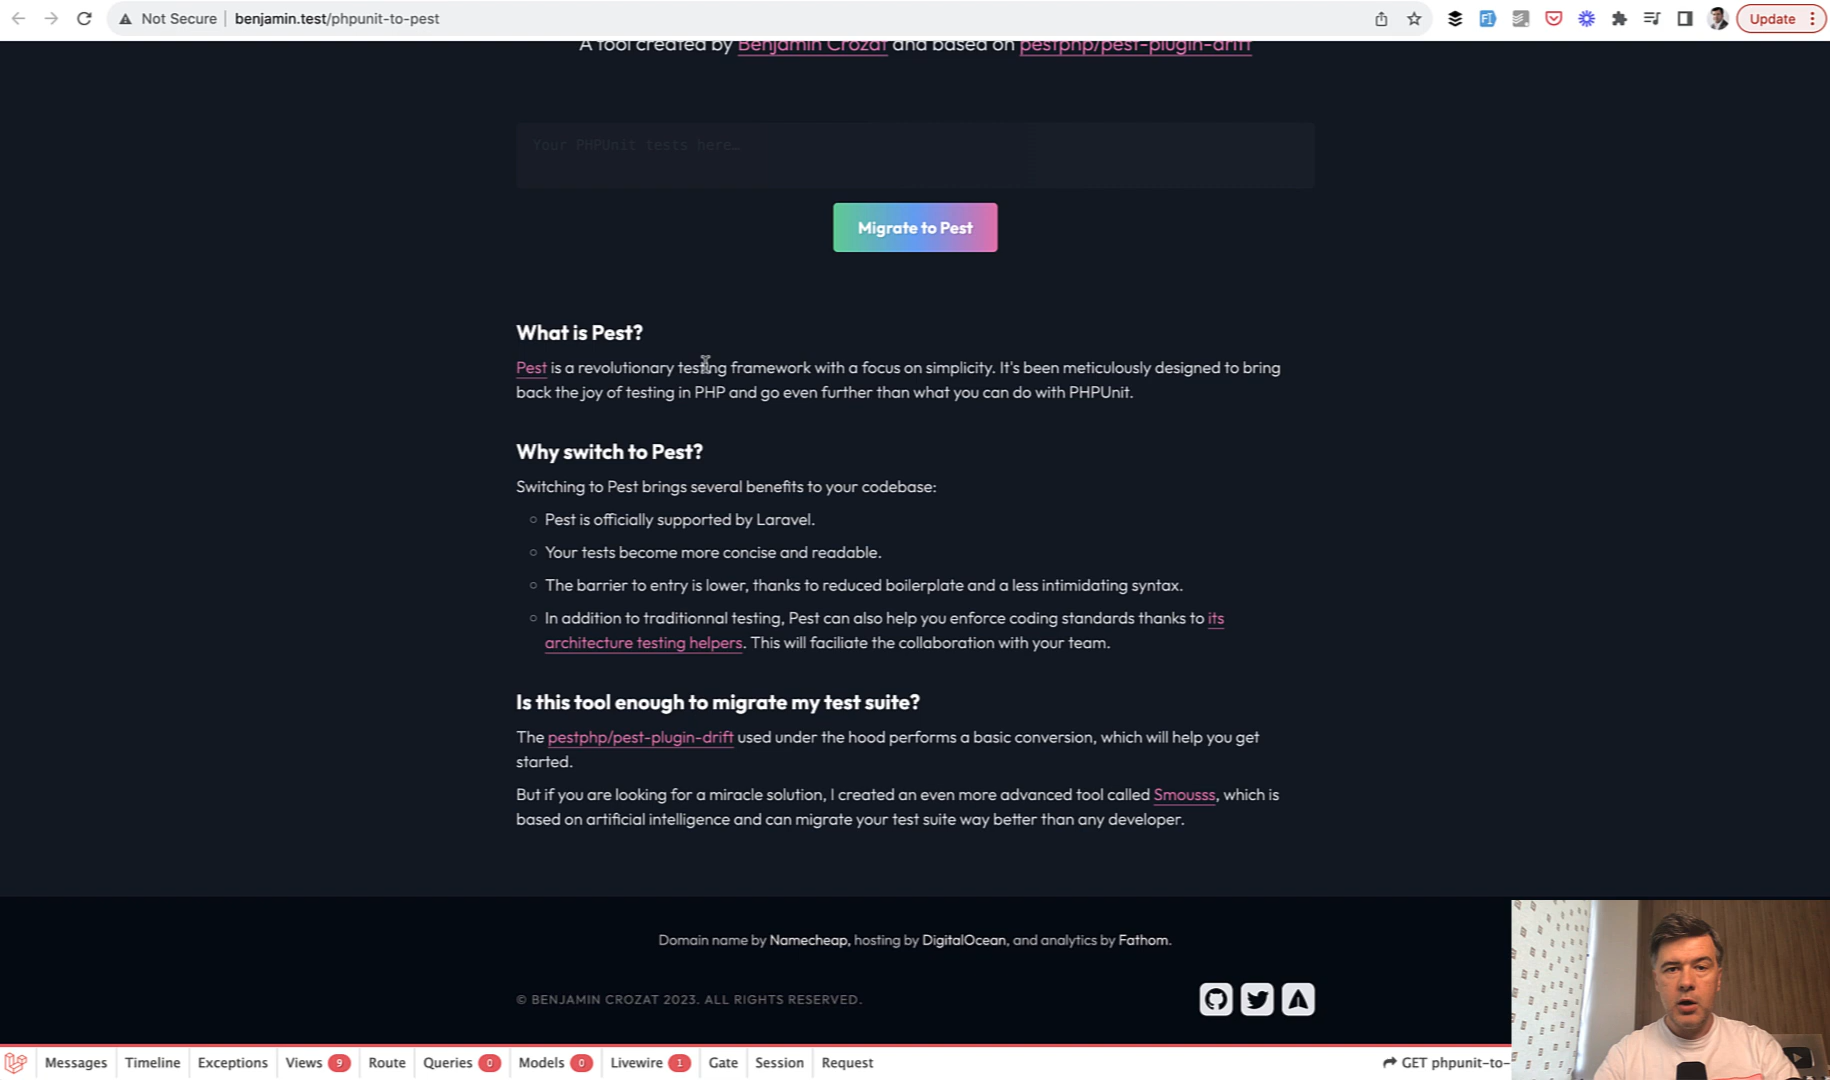 Not Secure
benjamin.test/phpunit-to-pest
Update
A tool created by Benjamin Crozat and based on pestphp/pest-plugin-drift
Your PHPUnit tests here…
Migrate to Pest
What is Pest?
Pest is a revolutionary testing framework with a focus on simplicity. It's been meticulously designed to bring
back the joy of testing in PHP and go even further than what you can do with PHPUnit.
Why switch to Pest?
Switching to Pest brings several benefits to your codebase:
Pest is officially supported by Laravel.
Your tests become more concise and readable.
The barrier to entry is lower, thanks to reduced boilerplate and a less intimidating syntax.
In addition to traditionnal testing, Pest can also help you enforce coding standards thanks to its
architecture testing helpers. This will faciliate the collaboration with your team.
Is this tool enough to migrate my test suite?
The pestphp/pest-plugin-drift used under the hood performs a basic conversion, which will help you get
started.
But if you are looking for a miracle solution, I created an even more advanced tool called Smousss, which is
based on artificial intelligence and can migrate your test suite way better than any developer.
Domain name by Namecheap, hosting by DigitalOcean, and analytics by Fathom.
© BENJAMIN CROZAT 2023. ALL RIGHTS RESERVED.
Messages Timeline Exceptions Views 9 Route Queries 0 Models 0 Livewire 1 Gate Session Request GET phpunit-to-